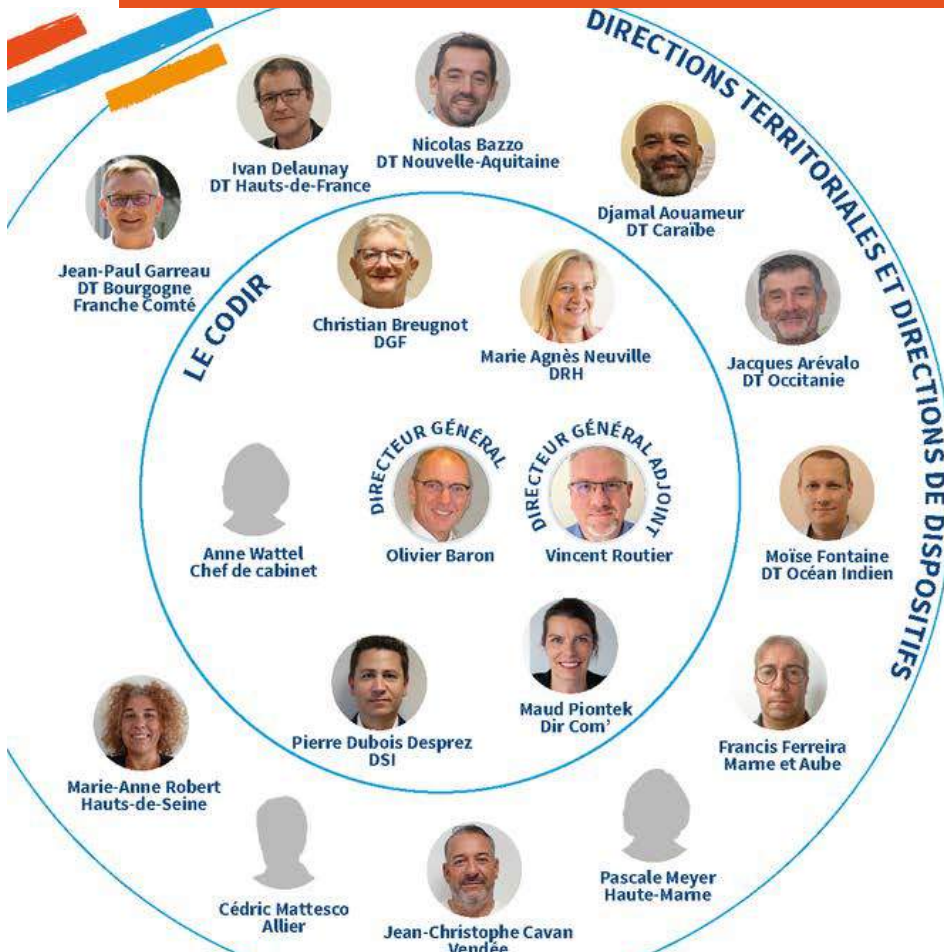 DIRECTIONS TERRITORIALES ET DIRECTIONS DE DISPOSITIFS
Nicolas Bazzo
DT Nouvelle-Aquitaine
Ivan Delaunay
DT Hauts-de-France
Djamal Aouameur
DT Caraïbe
Jean-Paul Garreau
DT Bourgogne
Franche Comté
Jacques Arévalo
DT Occitanie
Moïse Fontaine
DT Océan Indien
Francis Ferreira
Marne et Aube
Pascale Meyer
Haute-Marne
Jean-Christophe Cavan
Vendée
Cédric Mattesco
Allier
Marie-Anne Robert
Hauts-de-Seine
LE CODIR
Christian Breugnot
DGF
Marie Agnès Neuville
DRH
DIRECTEUR GÉNÉRAL
Olivier Baron
DIRECTEUR GÉNÉRAL ADJOINT
Vincent Routier
Anne Wattel
Chef de cabinet
Maud Piontek
Dir Com'
Pierre Dubois Desprez
DSI